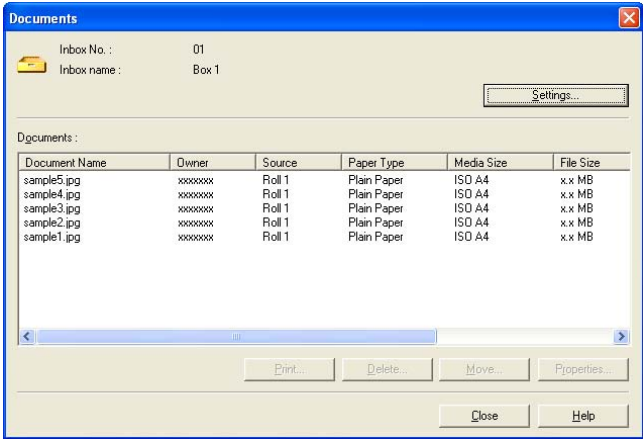 Documents
Inbox No. : 01
Inbox name : Box 1
Settings...
Documents :
Document Name Owner Source Paper Type Media Size File Size
sample5.jpg xxxxxxx Roll 1 Plain Paper ISO A4 x.x MB
sample4.jpg xxxxxxx Roll 1 Plain Paper ISO A4 x.x MB
sample3.jpg xxxxxxx Roll 1 Plain Paper ISO A4 x.x MB
sample2.jpg xxxxxxx Roll 1 Plain Paper ISO A4 x.x MB
sample1.jpg xxxxxxx Roll 1 Plain Paper ISO A4 x.x MB
Print... Delete... Move... Properties...
Close Help